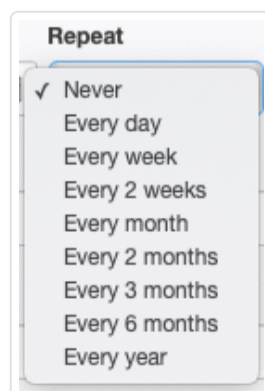 Repeat
✓ Never
Every day
Every week
Every 2 weeks
Every month
Every 2 months
Every 3 months
Every 6 months
Every year